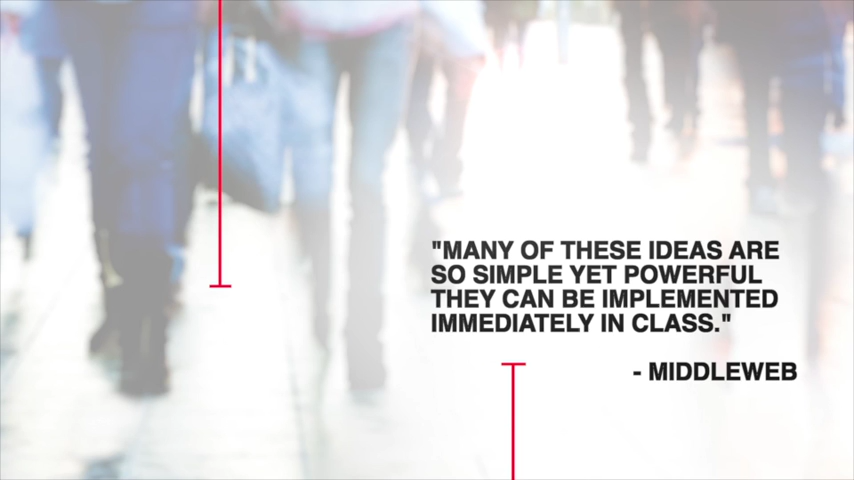 "MANY OF THESE IDEAS ARE
SO SIMPLE YET POWERFUL
THEY CAN BE IMPLEMENTED
IMMEDIATELY IN CLASS."
- MIDDLEWEB